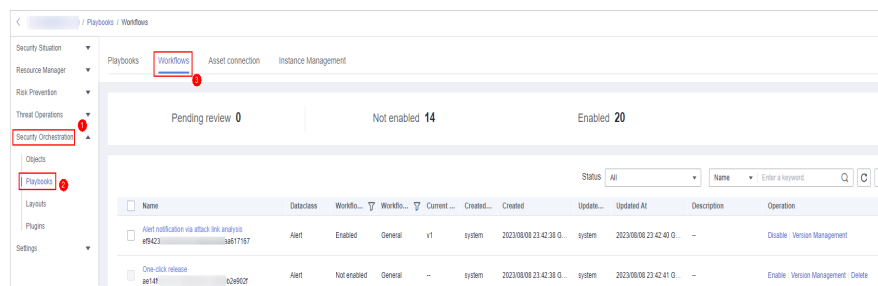 / Playbooks / Workflows
Security Situation
Resource Manager
Risk Prevention
Threat Operations
1
Security Orchestration
Objects
Playbooks 2
Layouts
Plugins
Settings
Playbooks Workflows Asset connection Instance Management
3
Pending review 0 Not enabled 14 Enabled 20
Status All Name Enter a keyword.
Name Dataclass Workflo... Workflo... Current ... Created... Created Update... Updated At Description Operation
Alert notification via attack link analysis
ef9423 aa617167
Alert Enabled General v1 system 2023/08/08 23:42:38 G... system 2023/08/08 23:42:40 G... -- Disable Version Management
One-click release
ae14f b2e902f
Alert Not enabled General -- system 2023/08/08 23:42:38 G... system 2023/08/08 23:42:41 G... -- Enable Version Management Delete